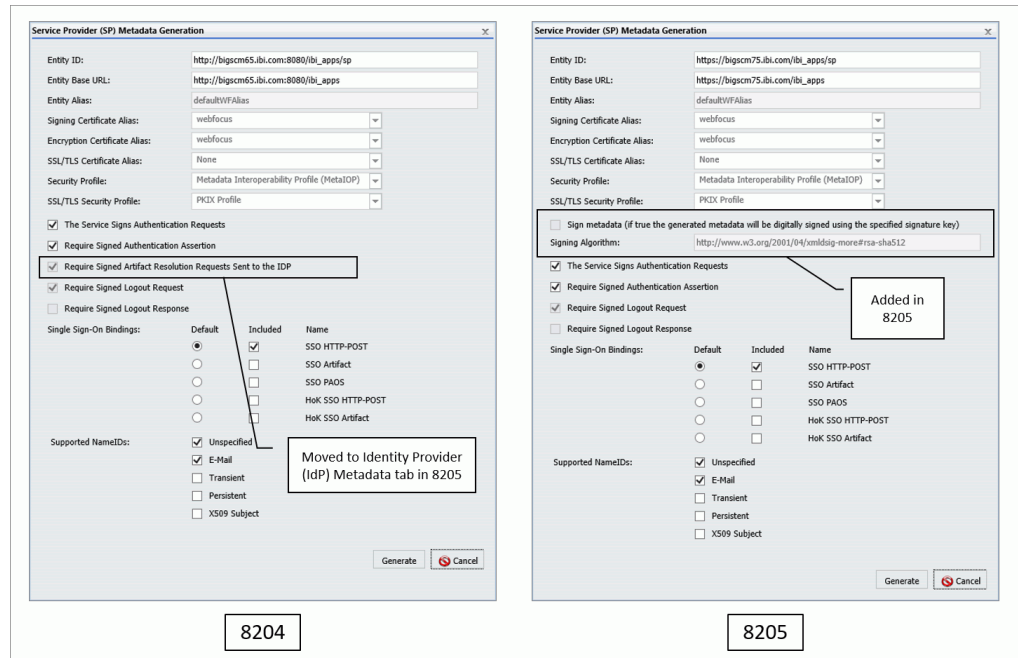 Service Provider (SP) Metadata Generation
x
Entity ID:
http://bigscm65.ibi.com:8080/ibi_apps/sp
Entity Base URL:
http://bigscm65.ibi.com:8080/ibi_apps
Entity Alias:
defaultWFAlias
Signing Certificate Alias:
webfocus
Encryption Certificate Alias:
webfocus
SSL/TLS Certificate Alias:
None
Security Profile:
Metadata Interoperability Profile (MetaIOP)
SSL/TLS Security Profile:
PKIX Profile
The Service Signs Authentication Requests
Require Signed Authentication Assertion
Require Signed Artifact Resolution Requests Sent to the IDP
Require Signed Logout Request
Require Signed Logout Response
Single Sign-On Bindings:
Default Included Name
SSO HTTP-POST
SSO Artifact
SSO PAOS
HoK SSO HTTP-POST
HoK SSO Artifact
Supported NameIDs:
Unspecified
E-Mail
Transient
Persistent
X509 Subject
Moved to Identity Provider
(IdP) Metadata tab in 8205
Generate
Cancel
8204
Service Provider (SP) Metadata Generation
x
Entity ID:
https://bigscm75.ibi.com/ibi_apps/sp
Entity Base URL:
https://bigscm75.ibi.com/ibi_apps
Entity Alias:
defaultWFAlias
Signing Certificate Alias:
webfocus
Encryption Certificate Alias:
webfocus
SSL/TLS Certificate Alias:
None
Security Profile:
Metadata Interoperability Profile (MetaIOP)
SSL/TLS Security Profile:
PKIX Profile
Sign metadata (if true the generated metadata will be digitally signed using the specified signature key)
Signing Algorithm:
http://www.w3.org/2001/04/xmldsig-more#rsa-sha512
The Service Signs Authentication Requests
Require Signed Authentication Assertion
Require Signed Logout Request
Require Signed Logout Response
Added in
8205
Single Sign-On Bindings:
Default Included Name
SSO HTTP-POST
SSO Artifact
SSO PAOS
HoK SSO HTTP-POST
HoK SSO Artifact
Supported NameIDs:
Unspecified
E-Mail
Transient
Persistent
X509 Subject
Generate
Cancel
8205